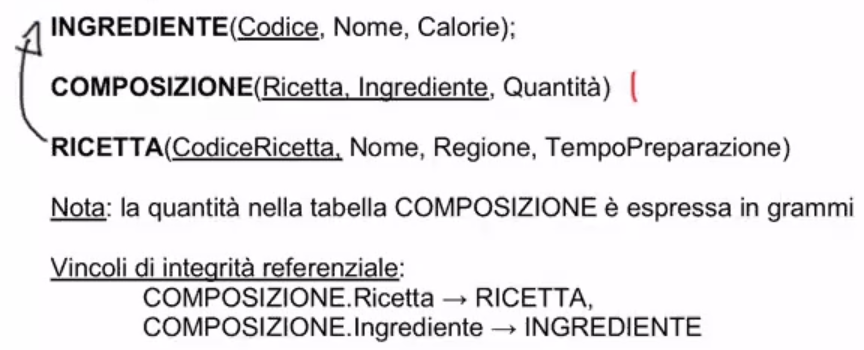 INGREDIENTE(Codice, Nome, Calorie);
COMPOSIZIONE(Ricetta, Ingrediente, Quantità)
RICETTA(CodiceRicetta, Nome, Regione, TempoPreparazione)
Nota: la quantità nella tabella COMPOSIZIONE è espressa in grammi
Vincoli di integrità referenziale:
COMPOSIZIONE.Ricetta → RICETTA,
COMPOSIZIONE.Ingrediente → INGREDIENTE